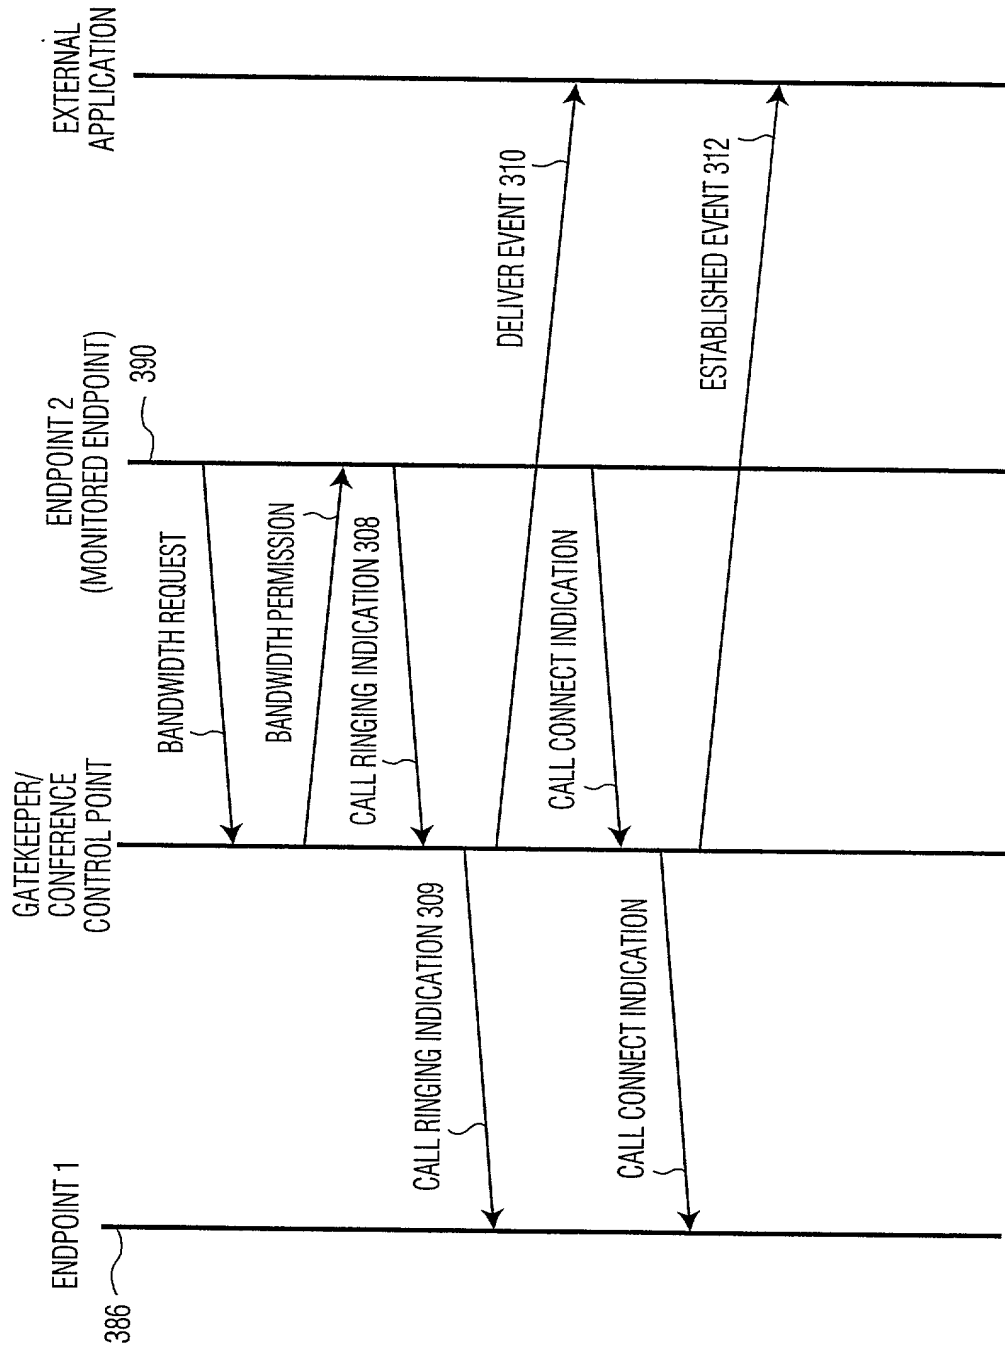 ENDPOINT 1
386
GATEKEEPER/
CONFERENCE
CONTROL POINT
ENDPOINT 2
(MONITORED ENDPOINT)
390
EXTERNAL
APPLICATION
BANDWIDTH REQUEST
BANDWIDTH PERMISSION
CALL RINGING INDICATION 308
CALL RINGING INDICATION 309
DELIVER EVENT 310
CALL CONNECT INDICATION
CALL CONNECT INDICATION
ESTABLISHED EVENT 312